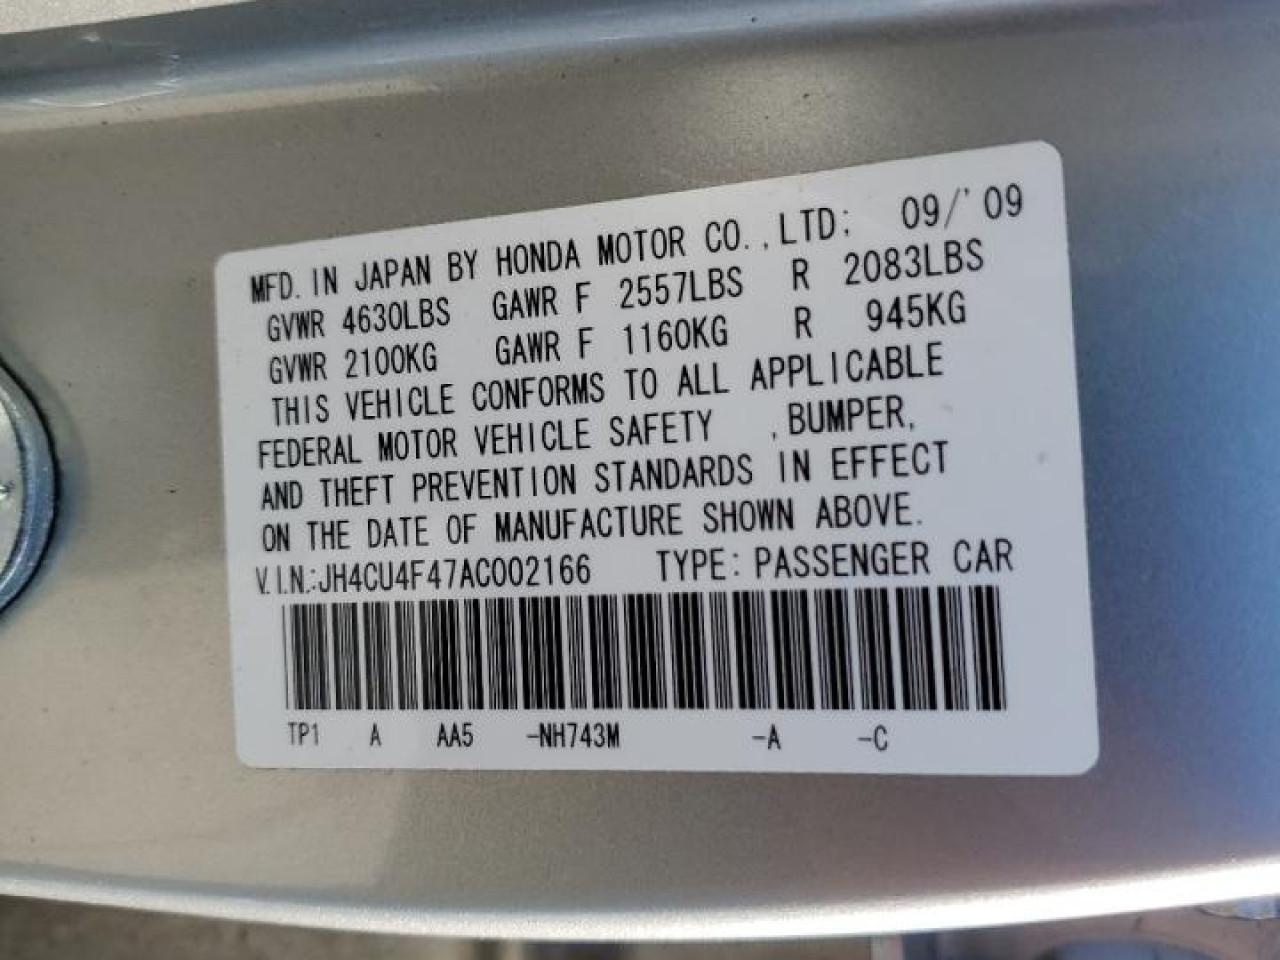 MFD. IN JAPAN BY HONDA MOTOR CO., LTD; 09/'09
GVWR 4630LBS GAWR F 2557LBS R 2083LBS
GVWR 2100KG GAWR F 1160KG R 945KG
THIS VEHICLE CONFORMS TO ALL APPLICABLE
FEDERAL MOTOR VEHICLE SAFETY , BUMPER,
AND THEFT PREVENTION STANDARDS IN EFFECT
ON THE DATE OF MANUFACTURE SHOWN ABOVE.
V.I.N.:JH4CU4F47AC002166 TYPE: PASSENGER CAR
TP1 A AA5 -NH743M -A -C